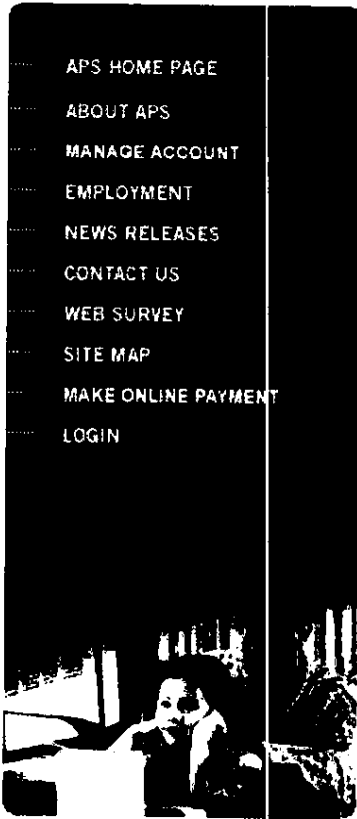 APS HOME PAGE
ABOUT APS
MANAGE ACCOUNT
EMPLOYMENT
NEWS RELEASES
CONTACT US
WEB SURVEY
SITE MAP
MAKE ONLINE PAYMENT
LOGIN